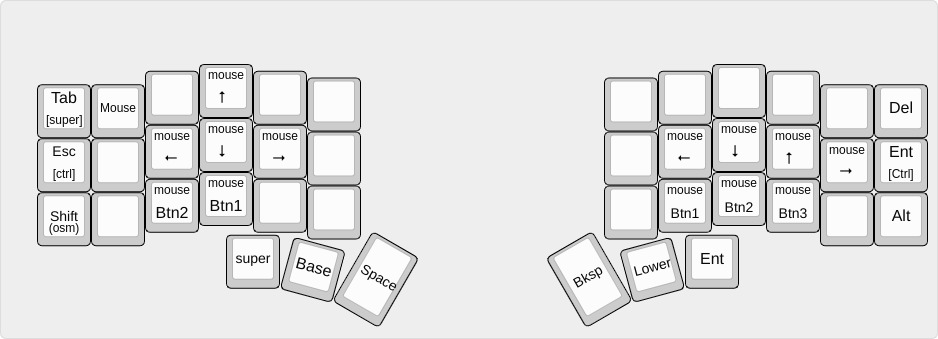 Tab
[super]
Mouse
mouse
↑
Esc
[ctrl]
mouse
←
↓
mouse
→
Shift
(osm)
mouse
Btn2
mouse
Btn1
super
Base
Space
Del
mouse
←
mouse
↓
mouse
↑
mouse
→
Ent
[Ctrl]
mouse
Btn1
mouse
Btn2
mouse
Btn3
Alt
Bksp
Lower
Ent